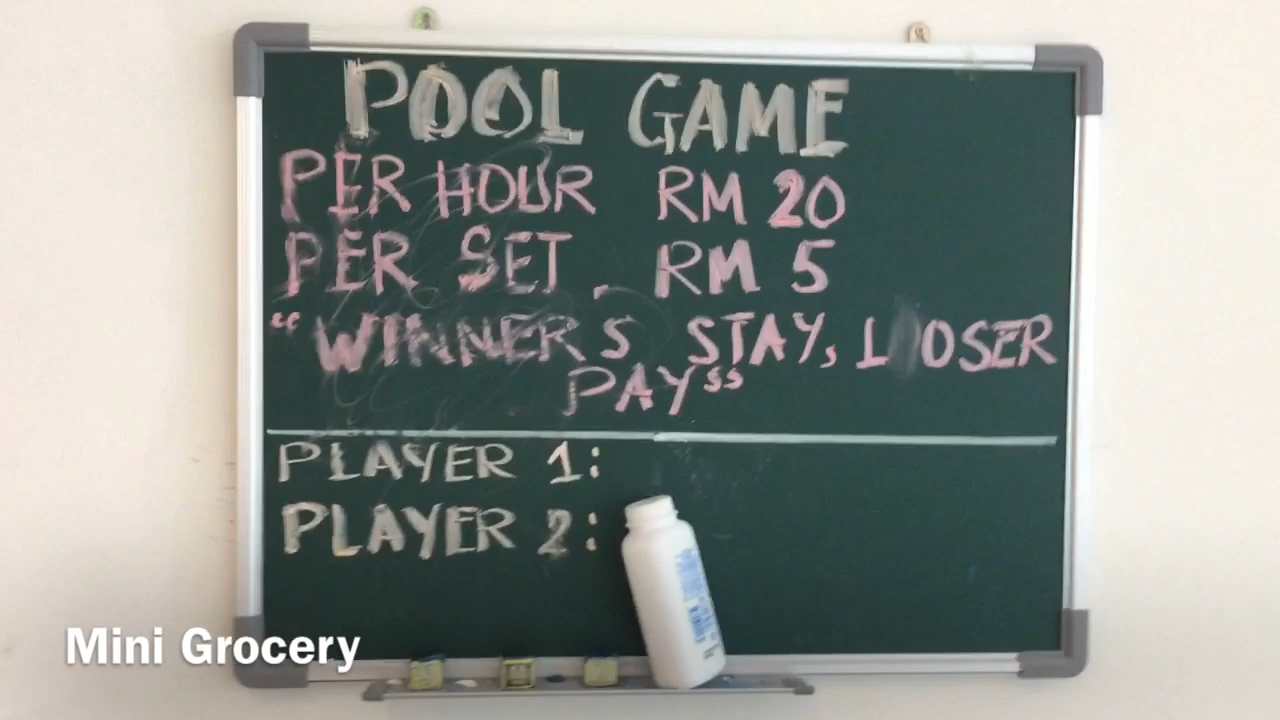 POOL GAME
PER HOUR RM 20
PER SET. RM 5
"WINNERS STAY, LOSER
PAY"
PLAYER 1:
PLAYER 2:
Mini Grocery